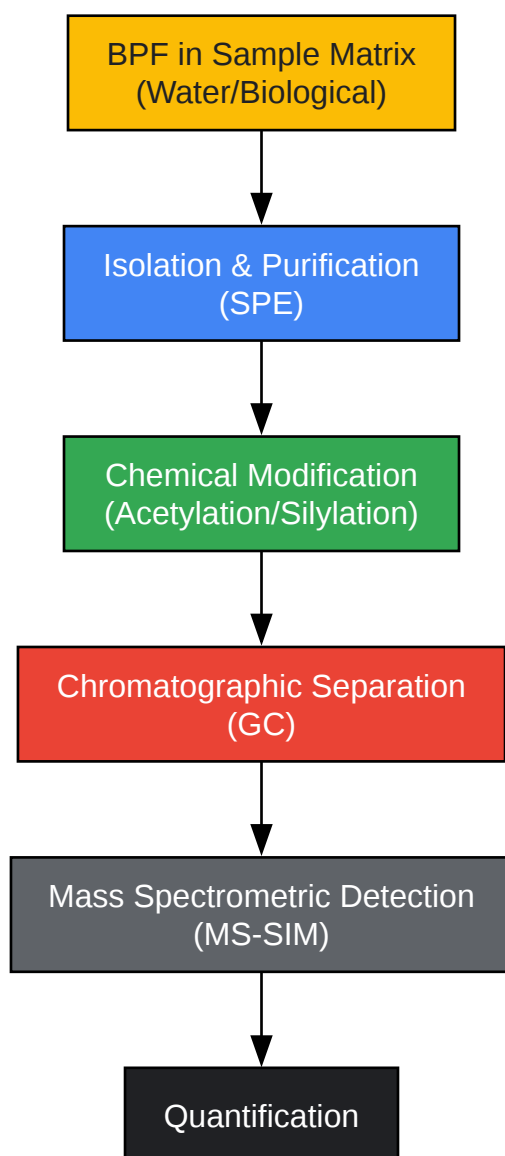 BPF in Sample Matrix
(Water/Biological)
Isolation & Purification
(SPE)
Chemical Modification
(Acetylation/Silylation)
Chromatographic Separation
(GC)
Mass Spectrometric Detection
(MS-SIM)
Quantification